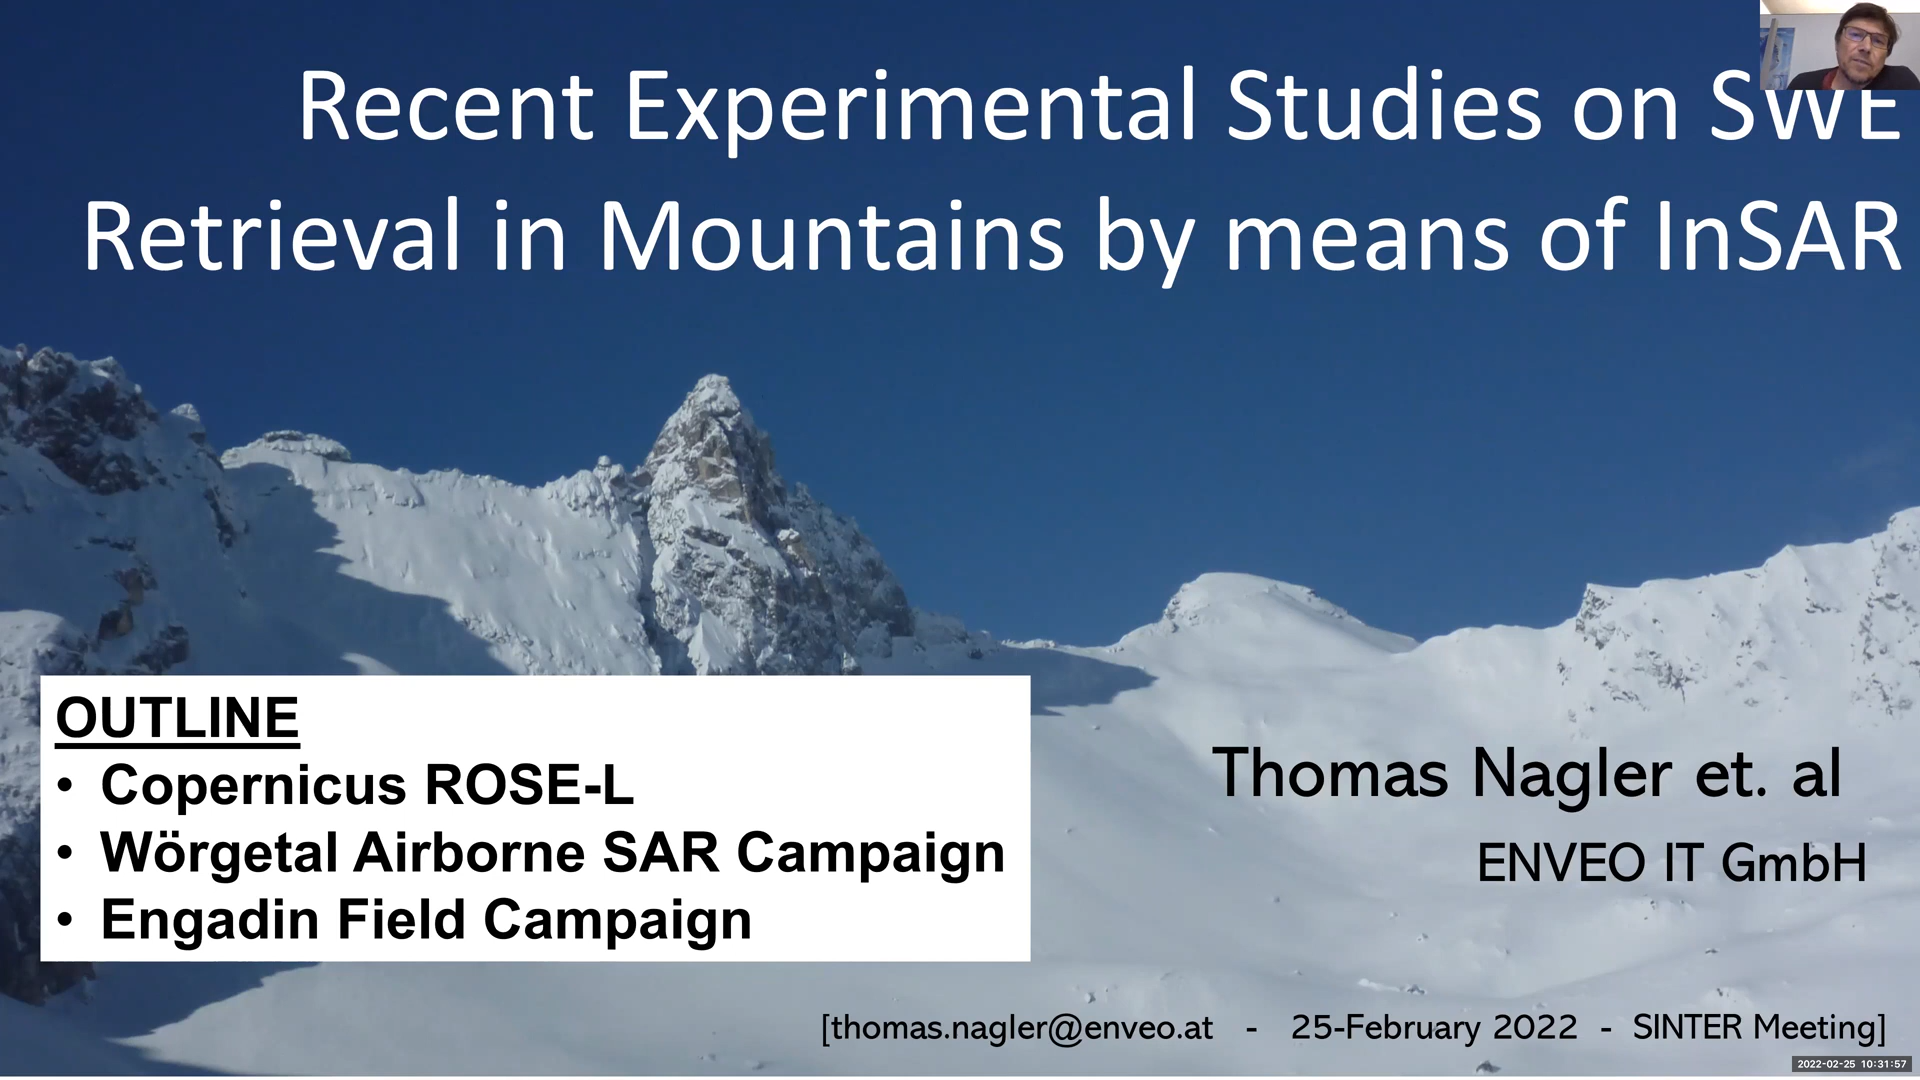 Recent Experimental Studies on SWE
Retrieval in Mountains by means of InSAR
OUTLINE
• Copernicus ROSE-L
• Wörgetal Airborne SAR Campaign
• Engadin Field Campaign
Thomas Nagler et. al
ENVEO IT GmbH
[thomas.nagler@enveo.at - 25-February 2022 - SINTER Meeting]
2022-02-25 10:31:57